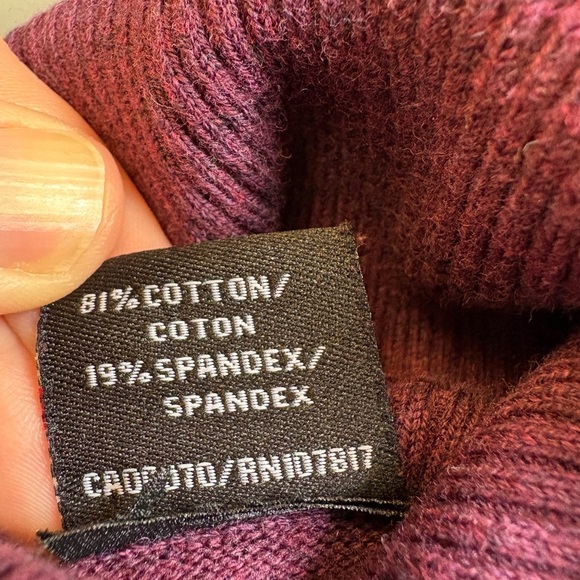 81% COTTON/
COTON
19% SPANDEX/
SPANDEX
/RN107817